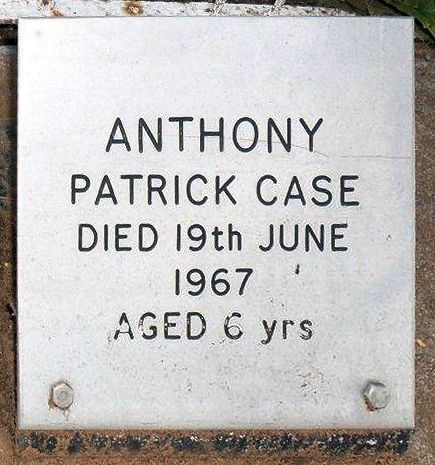 ANTHONY
PATRICK CASE
DIED 19th JUNE
1967
AGED 6 yrs